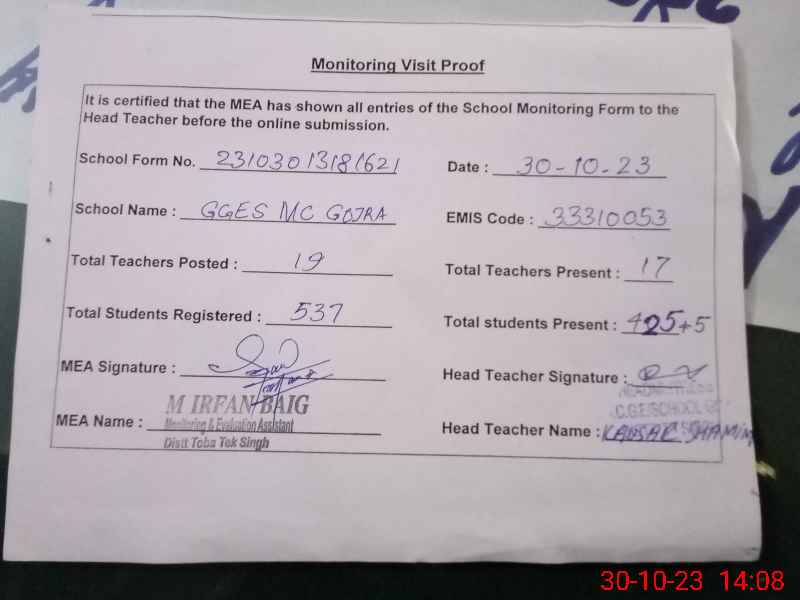 Monitoring Visit Proof
It is certified that the MEA has shown all entries of the School Monitoring Form to the
Head Teacher before the online submission.
School Form No. 23103013181621 Date : 30-10-23
School Name : GGES MC GOJRA EMIS Code : 33310053
Total Teachers Posted : 19 Total Teachers Present : 17
Total Students Registered : 537 Total students Present : 425+5
MEA Signature : Head Teacher Signature :
MEA Name : M IRFAN BAIG Head Teacher Name : KAUSAR SHAMIM
Monitoring & Evaluation Assistant
Distt Toba Tek Singh
30-10-23 14:08